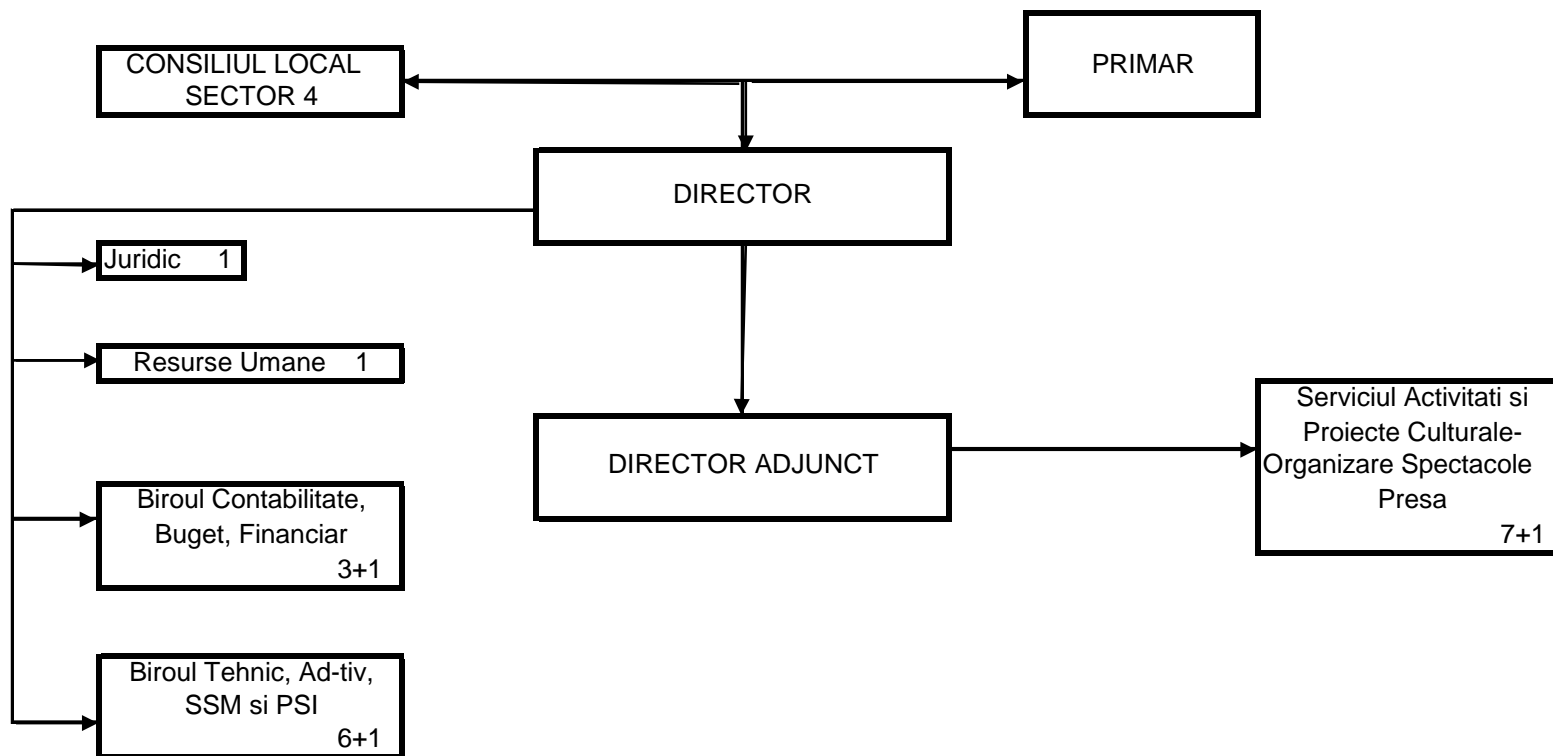 CONSILIUL LOCAL
SECTOR 4
PRIMAR
DIRECTOR
Juridic 1
Resurse Umane 1
DIRECTOR ADJUNCT
Serviciul Activitati si
Proiecte Culturale-
Organizare Spectacole
Presa
7+1
Biroul Contabilitate,
Buget, Financiar
3+1
Biroul Tehnic, Ad-tiv,
SSM si PSI
6+1